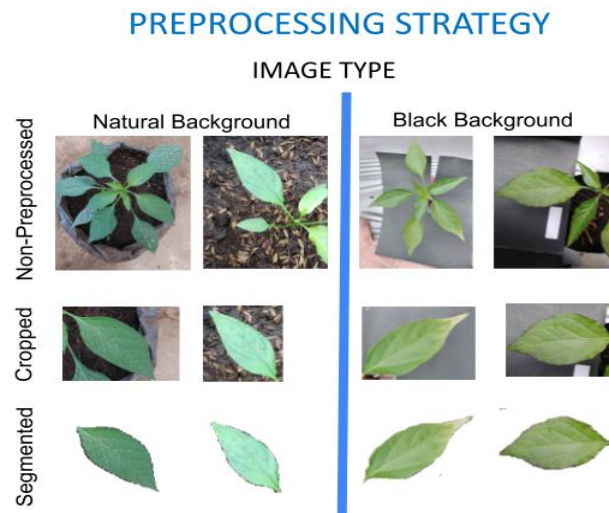 PREPROCESSING STRATEGY
IMAGE TYPE
Natural Background
Black Background
Non-Preprocessed
Cropped
Segmented